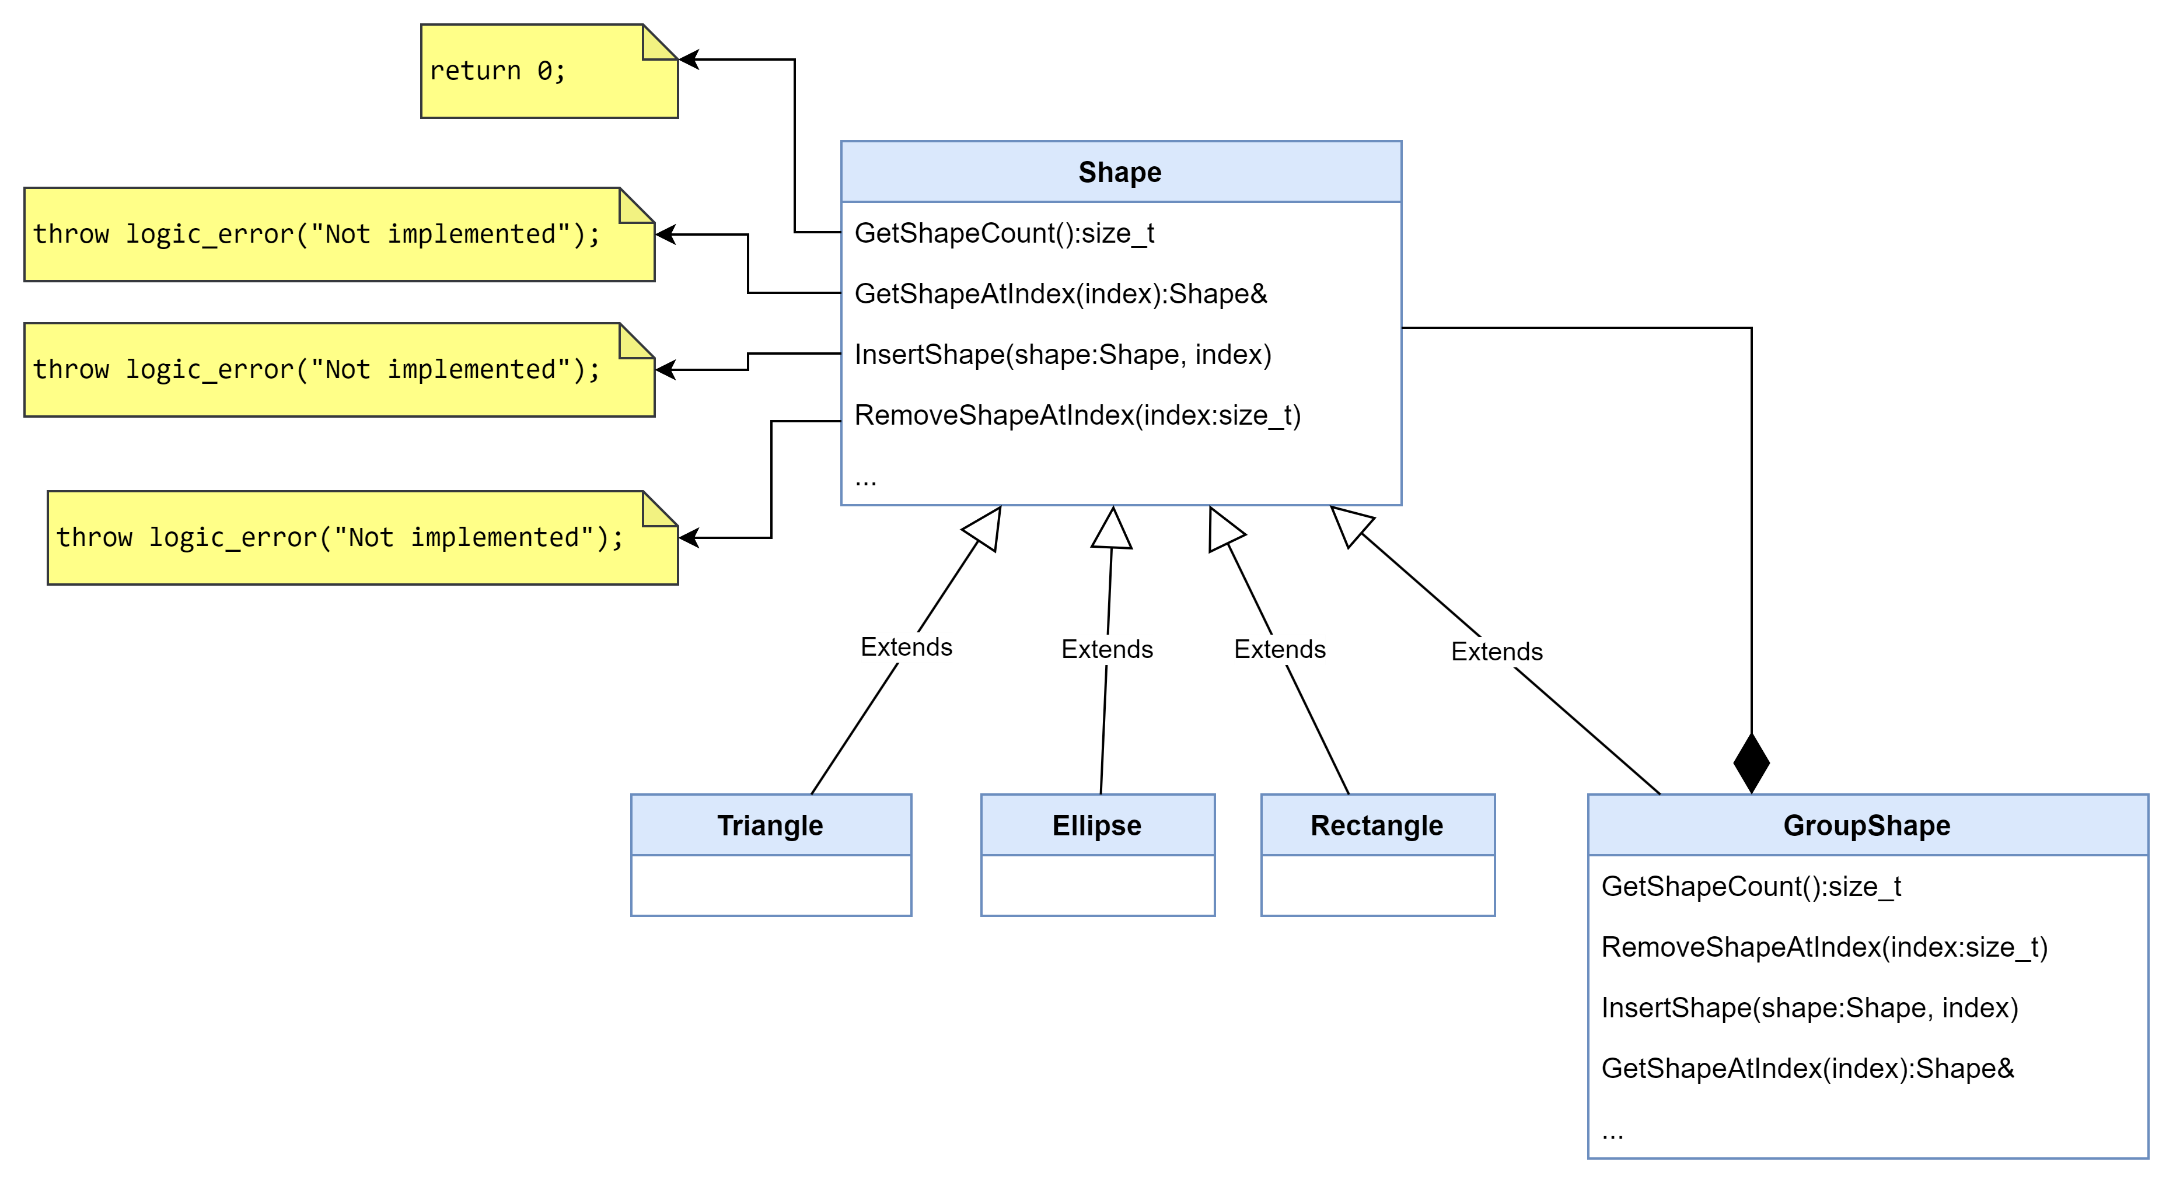 return 0;
throw logic_error("Not implemented");
throw logic_error("Not implemented");
throw logic_error("Not implemented");
Shape
GetShapeCount():size_t
GetShapeAtIndex(index):Shape&
InsertShape(shape:Shape, index)
RemoveShapeAtIndex(index:size_t)
...
Extends
Extends
Extends
Extends
Triangle
Ellipse
Rectangle
GroupShape
GetShapeCount():size_t
RemoveShapeAtIndex(index:size_t)
InsertShape(shape:Shape, index)
GetShapeAtIndex(index):Shape&
...